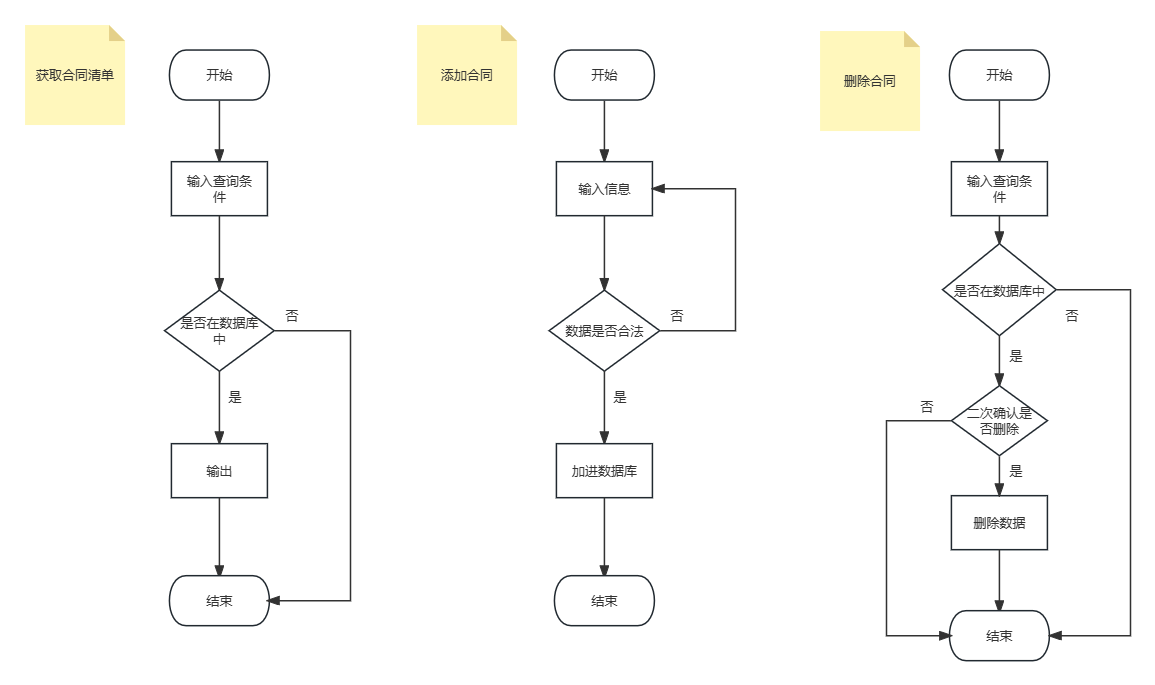 获取合同清单
开始
输入查询条
件
是否在数据库
中
否
是
输出
结束
添加合同
开始
输入信息
数据是否合法
否
是
加进数据库
结束
删除合同
开始
输入查询条
件
是否在数据库中
否
是
二次确认是
否删除
否
是
删除数据
结束